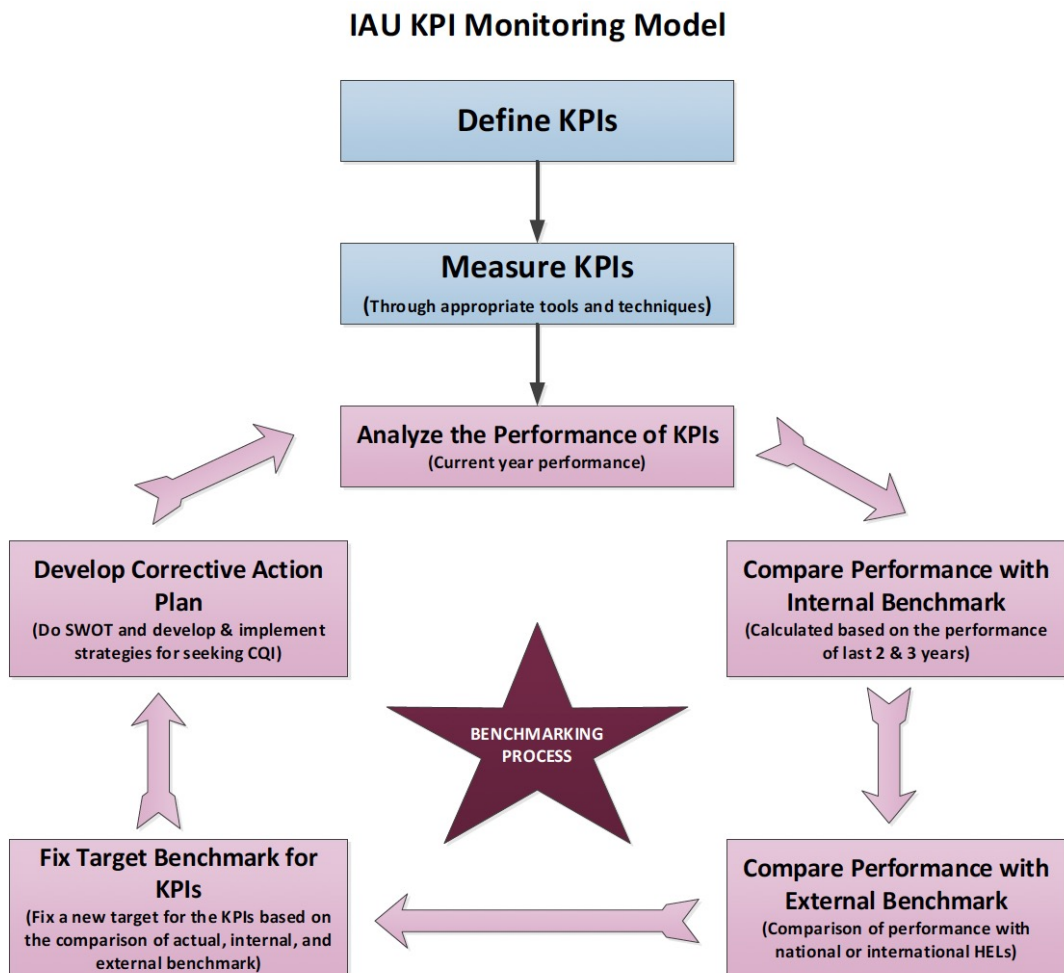 IAU KPI Monitoring Model
Define KPIs
Measure KPIs
(Through appropriate tools and techniques)
Analyze the Performance of KPIs
(Current year performance)
Develop Corrective Action
Plan
(Do SWOT and develop & implement
strategies for seeking CQI)
Compare Performance with
Internal Benchmark
(Calculated based on the performance
of last 2 & 3 years)
BENCHMARKING
PROCESS
Fix Target Benchmark for
KPIs
(Fix a new target for the KPIs based on
the comparison of actual, internal, and
external benchmark)
Compare Performance with
External Benchmark
(Comparison of performance with
national or international HELs)